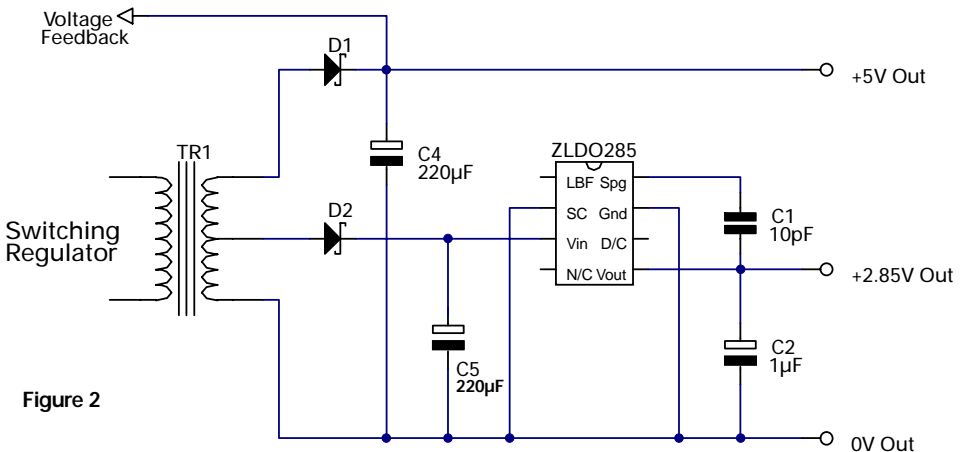 Voltage
Feedback
D1
+5V Out
TR1
C4
220µF
ZLDO285
LBF Spg
SC Gnd
Vin D/C
N/C Vout
C1
10pF
D2
Switching
Regulator
+2.85V Out
C2
1µF
C5
220µF
Figure 2
0V Out